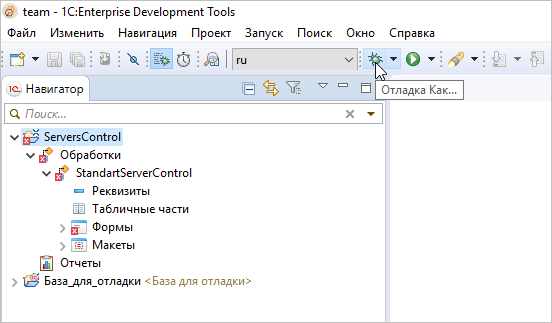 team - 1C:Enterprise Development Tools
Файл Изменить Навигация Проект Запуск Поиск Окно Справка
ru
Отладка Как...
1С Навигатор
Поиск...
ServersControl
Обработки
StandartServerControl
Реквизиты
Табличные части
Формы
Макеты
Отчеты
База_для_отладки <База для отладки>